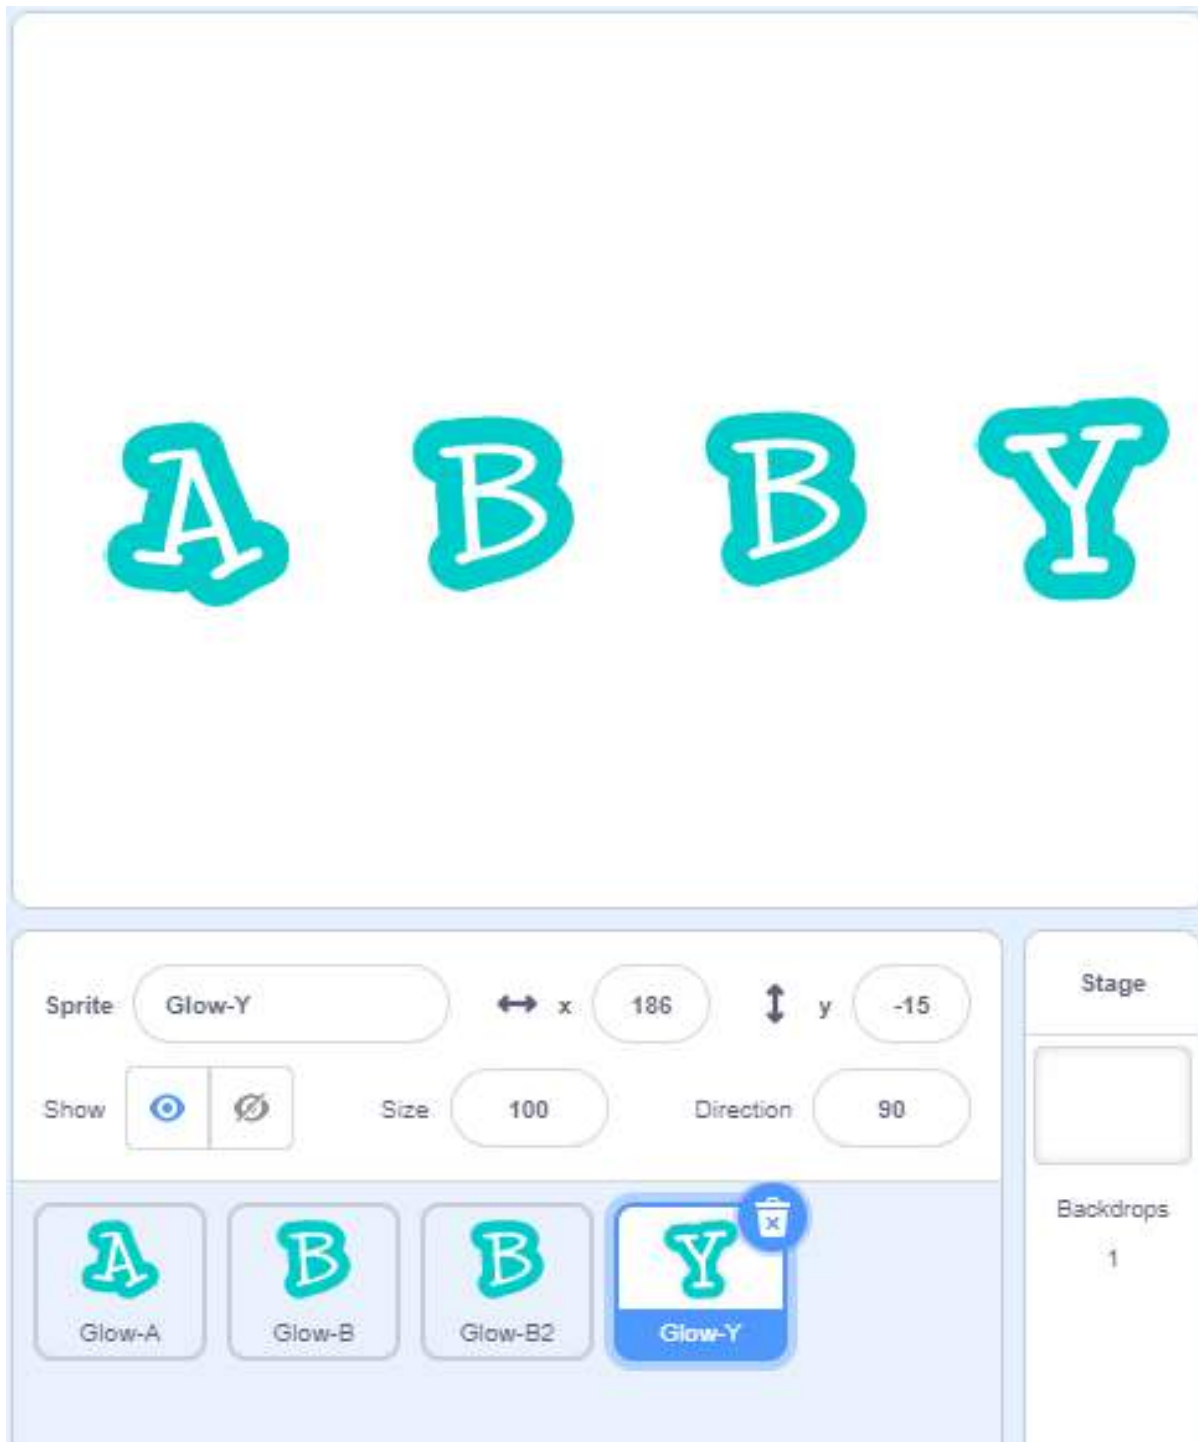 A B B Y
Sprite Glow-Y x 186 y -15
Show Size 100 Direction 90
Stage
A B B Y
Glow-A Glow-B Glow-B2 Glow-Y
Backdrops
1